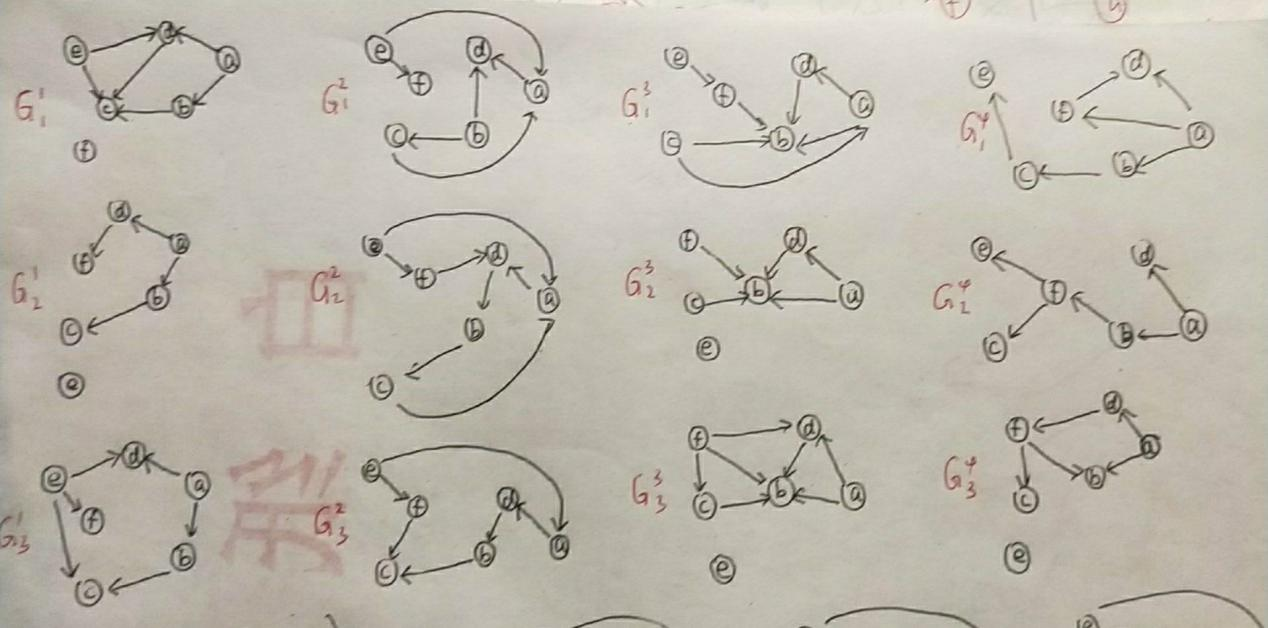 e d a c b f
G₁¹
e f d a c b
G₁²
e f d a c b
G₁³
e d f a b c
G₁⁴
d a f b c e
G₂¹
e f d a b c
G₂²
f d c b a e
G₂³
e d f c b a
G₂⁴
e d a f b c
G₃¹
e f d c b a
G₃²
f d c b a e
G₃³
f d a b c e
G₃⁴